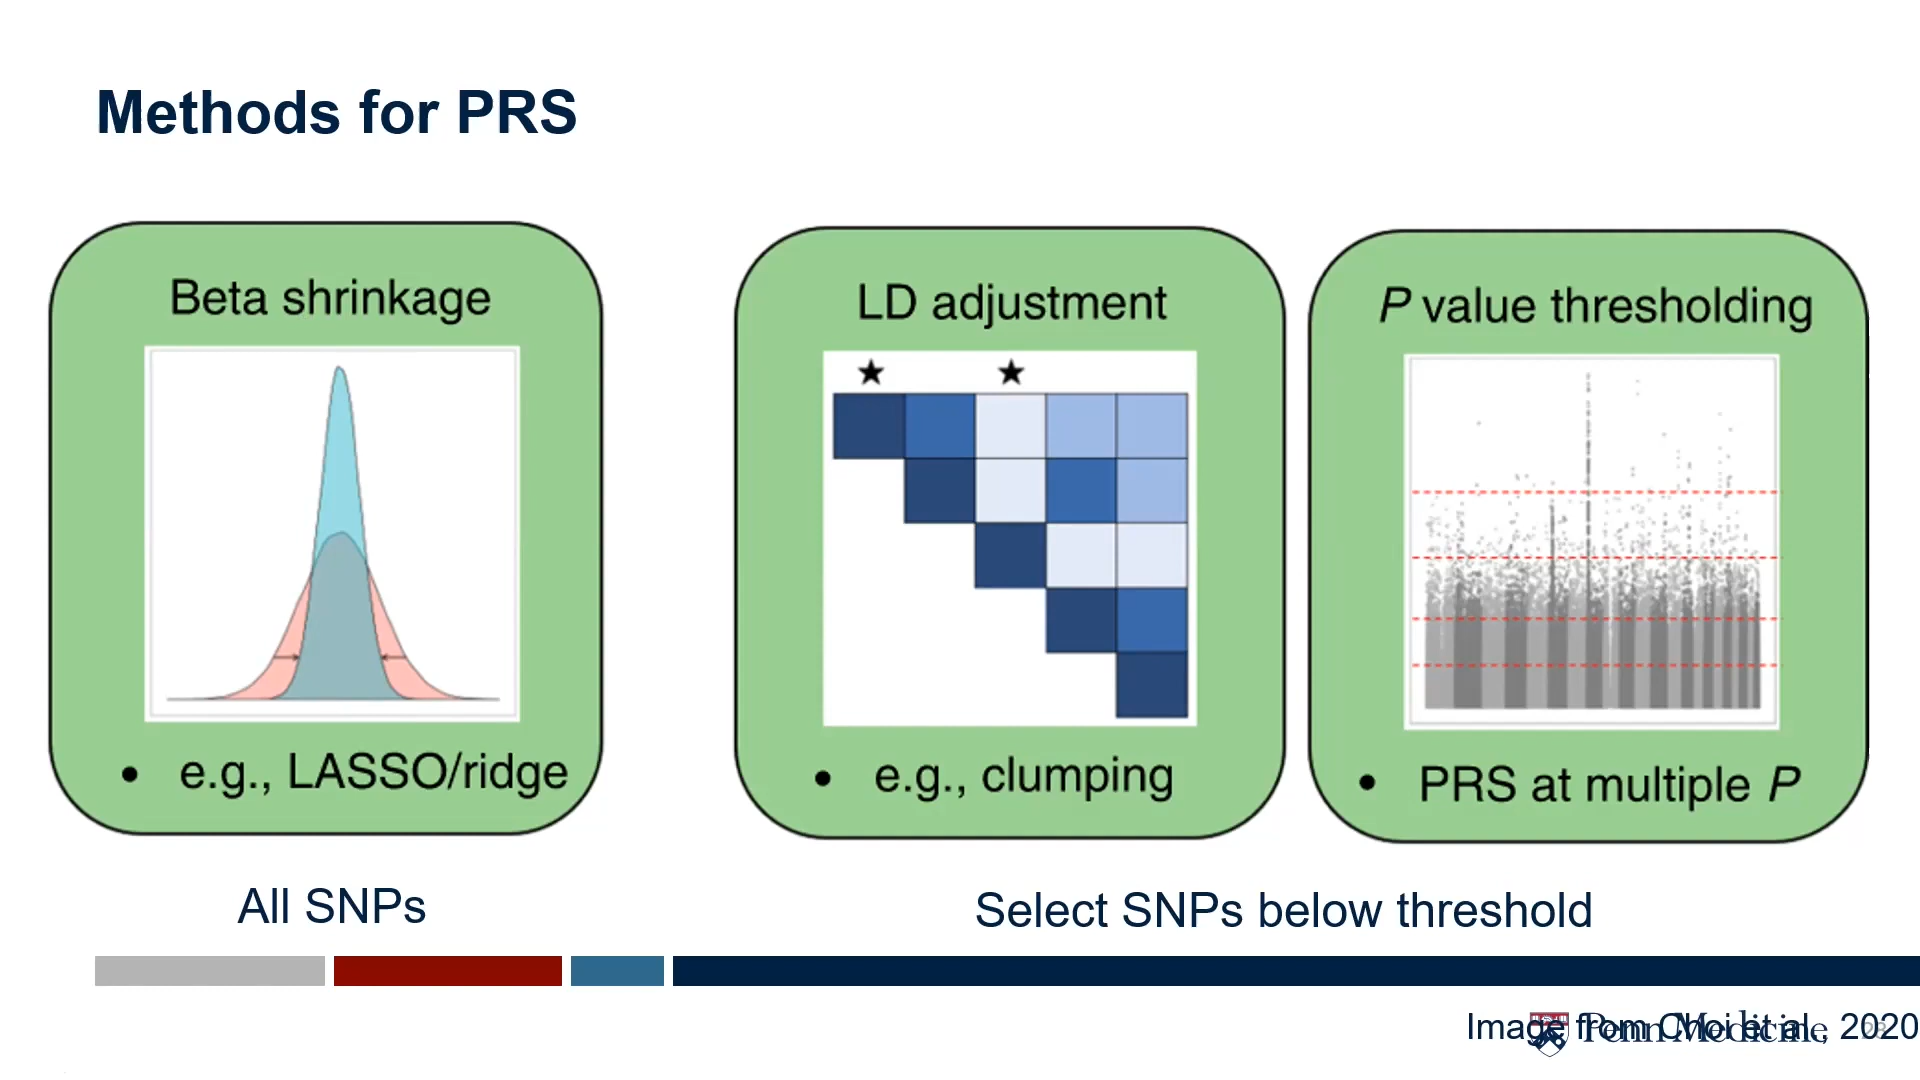 Methods for PRS
Beta shrinkage
• e.g., LASSO/ridge
All SNPs
LD adjustment
★ ★
• e.g., clumping
P value thresholding
• PRS at multiple P
Select SNPs below threshold
Image from Choi et al., 2020
Penn Medicine